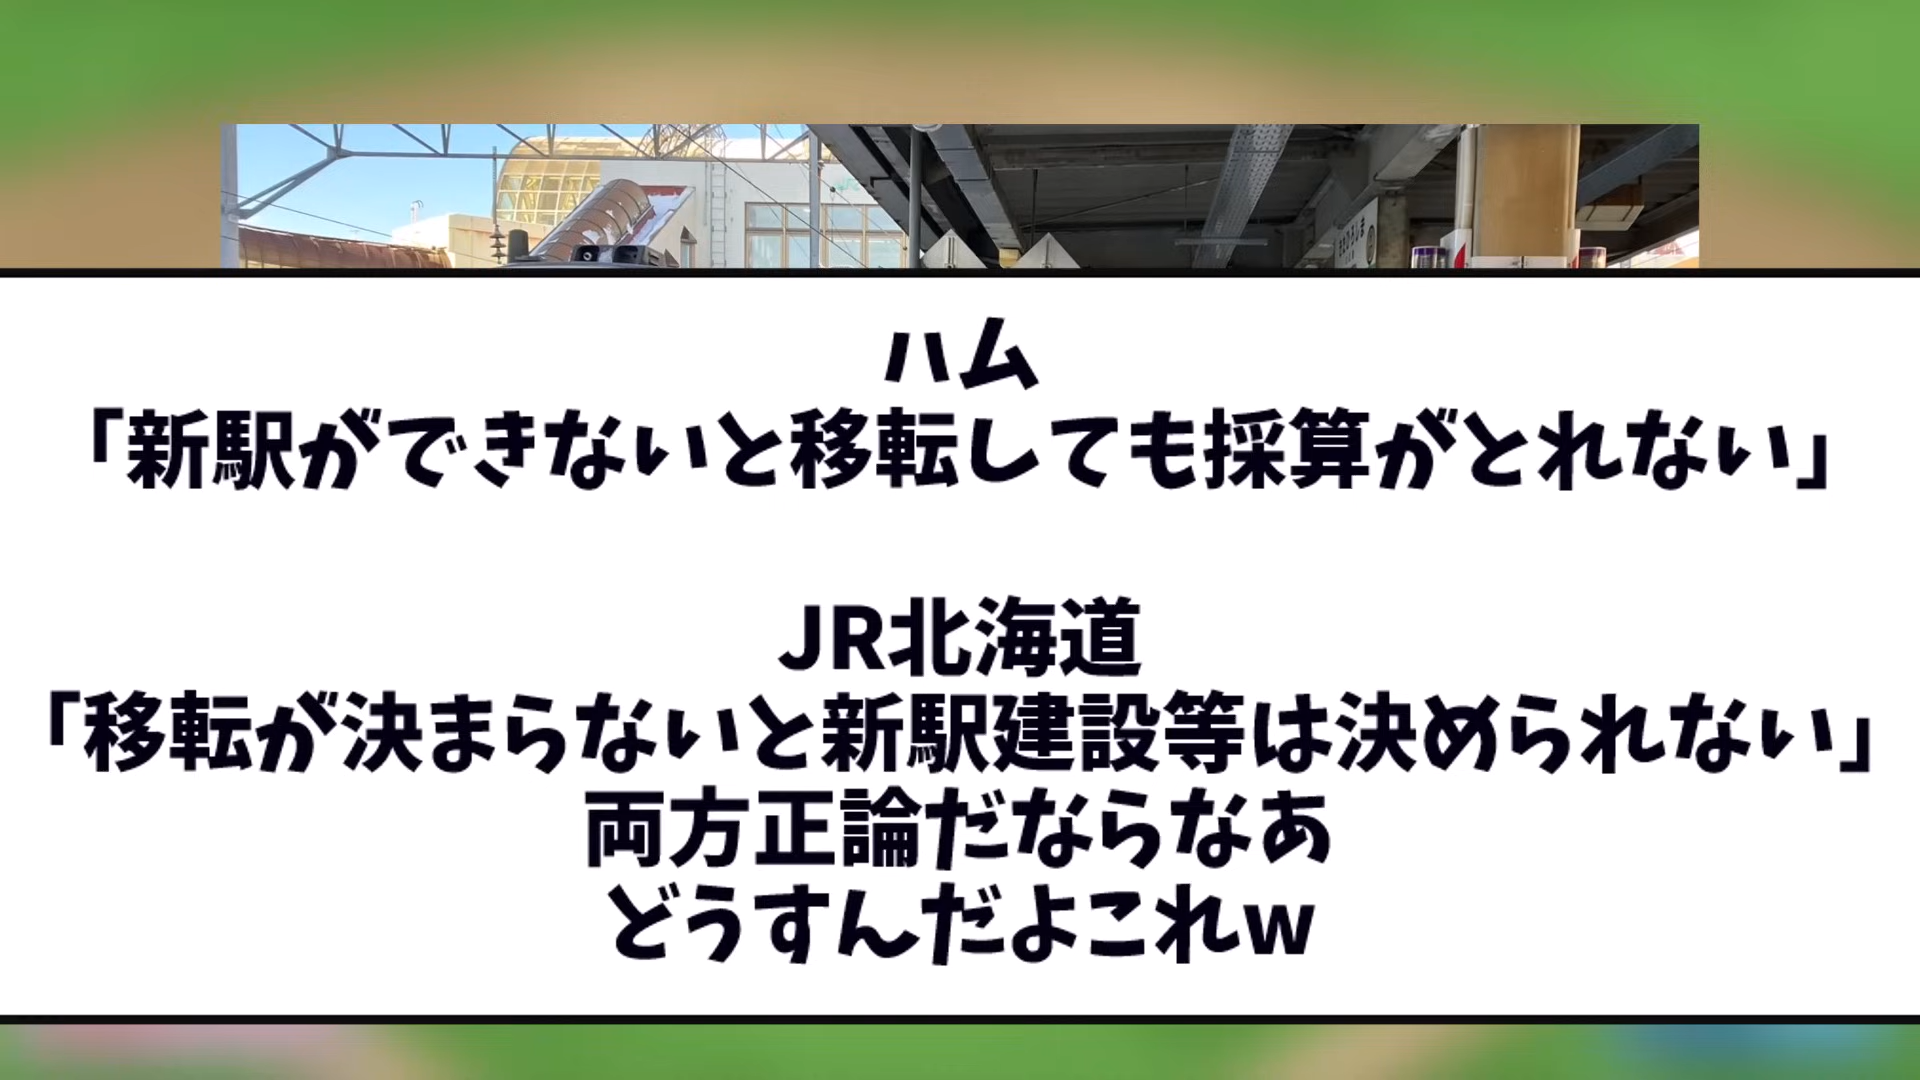 ハム
「新駅ができないと移転しても採算がとれない」
JR北海道
「移転が決まらないと新駅建設等は決められない」
両方正論だならなあ
どうすんだよこれw